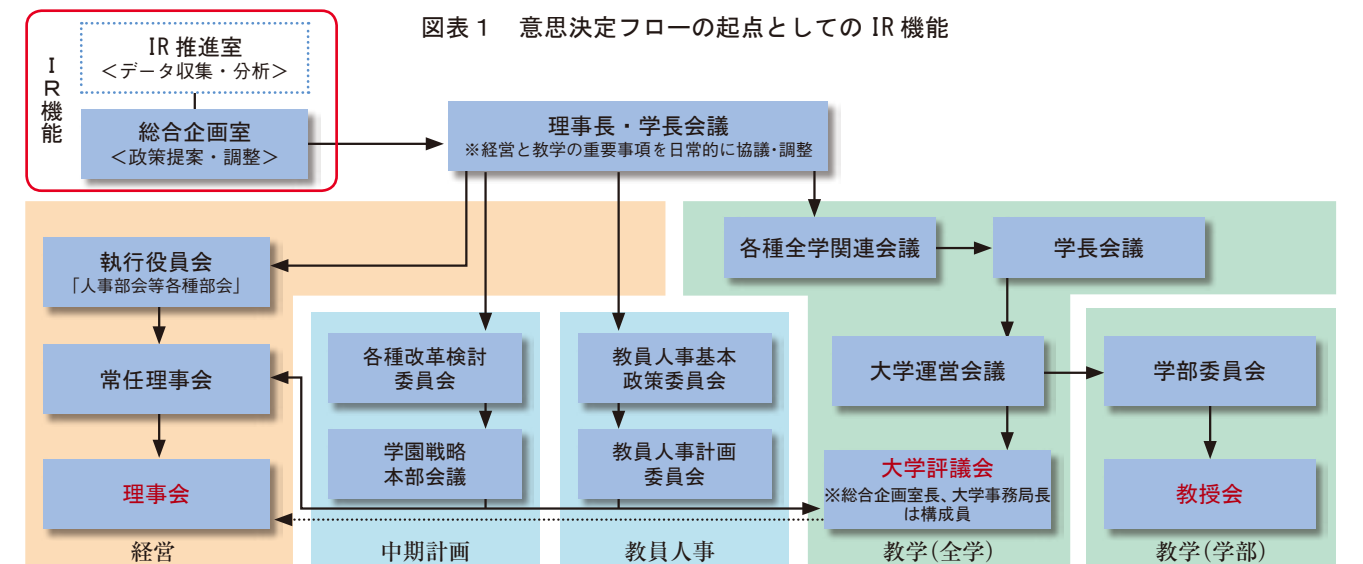 図表1 意思決定フローの起点としての IR 機能
IR機能
IR 推進室
＜データ収集・分析＞
総合企画室
＜政策提案・調整＞
理事長・学長会議
※経営と教学の重要事項を日常的に協議・調整
執行役員会
「人事部会等各種部会」
常任理事会
理事会
経営
各種改革検討
委員会
学園戦略
本部会議
中期計画
教員人事基本
政策委員会
教員人事計画
委員会
教員人事
各種全学関連会議
学長会議
大学運営会議
大学評議会
※総合企画室長、大学事務局長
は構成員
教学(全学)
学部委員会
教授会
教学(学部)